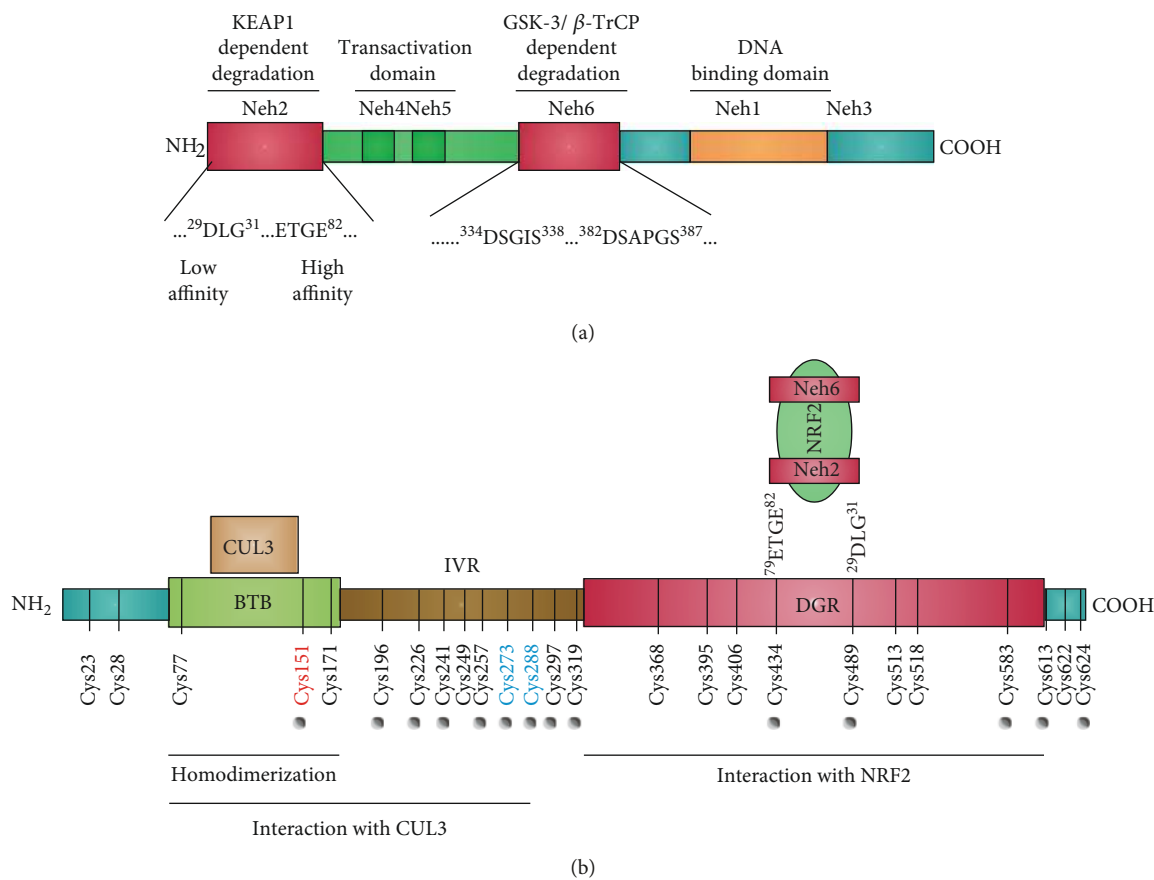 KEAP1
dependent
degradation
Transactivation
domain
GSK-3/ β-TrCP
dependent
degradation
DNA
binding domain
Neh2
Neh4Neh5
Neh6
Neh1
Neh3
NH₂
COOH
...²⁹DLG³¹...ETGE⁸²...
......³³⁴DSGIS³³⁸...³⁸²DSAPGS³⁸⁷...
Low
affinity
High
affinity
(a)
Neh6
NRF2
Neh2
⁷⁹ETGE⁸²
²⁹DLG³¹
CUL3
IVR
NH₂
BTB
DGR
COOH
Cys23
Cys28
Cys77
Cys151
Cys171
Cys196
Cys226
Cys241
Cys249
Cys257
Cys273
Cys288
Cys297
Cys319
Cys368
Cys395
Cys406
Cys434
Cys489
Cys513
Cys518
Cys583
Cys613
Cys622
Cys624
Homodimerization
Interaction with NRF2
Interaction with CUL3
(b)